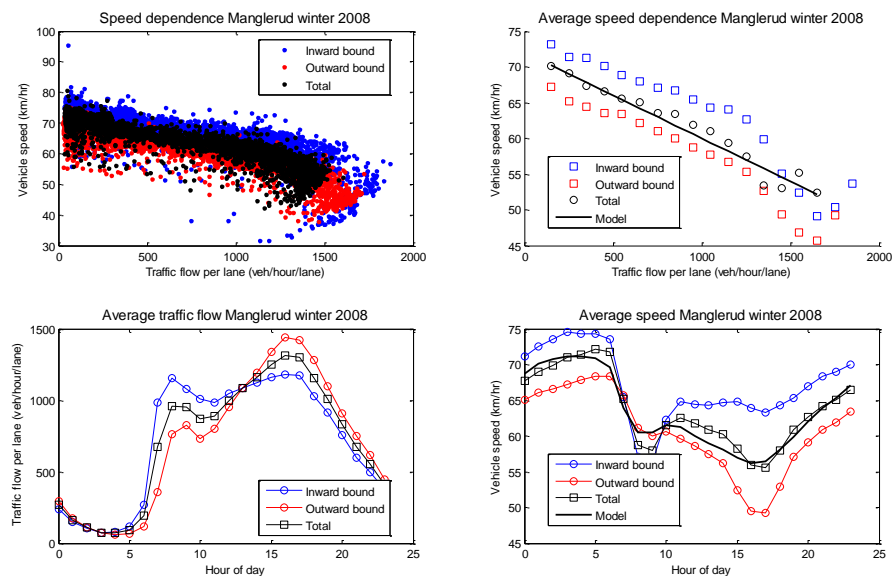 Speed dependence Manglerud winter 2008
100
90
80
70
60
50
40
30
0
500
1000
1500
2000
Vehicle speed (km/hr)
Traffic flow per lane (veh/hour/lane)
Inward bound
Outward bound
Total
Average speed dependence Manglerud winter 2008
75
70
65
60
55
50
45
0
500
1000
1500
2000
Vehicle speed (km/hr)
Traffic flow per lane (veh/hour/lane)
Inward bound
Outward bound
Total
Model
Average traffic flow Manglerud winter 2008
1500
1000
500
0
0
5
10
15
20
25
Traffic flow per lane (veh/hour/lane)
Hour of day
Inward bound
Outward bound
Total
Average speed Manglerud winter 2008
75
70
65
60
55
50
45
0
5
10
15
20
25
Vehicle speed (km/hr)
Hour of day
Inward bound
Outward bound
Total
Model